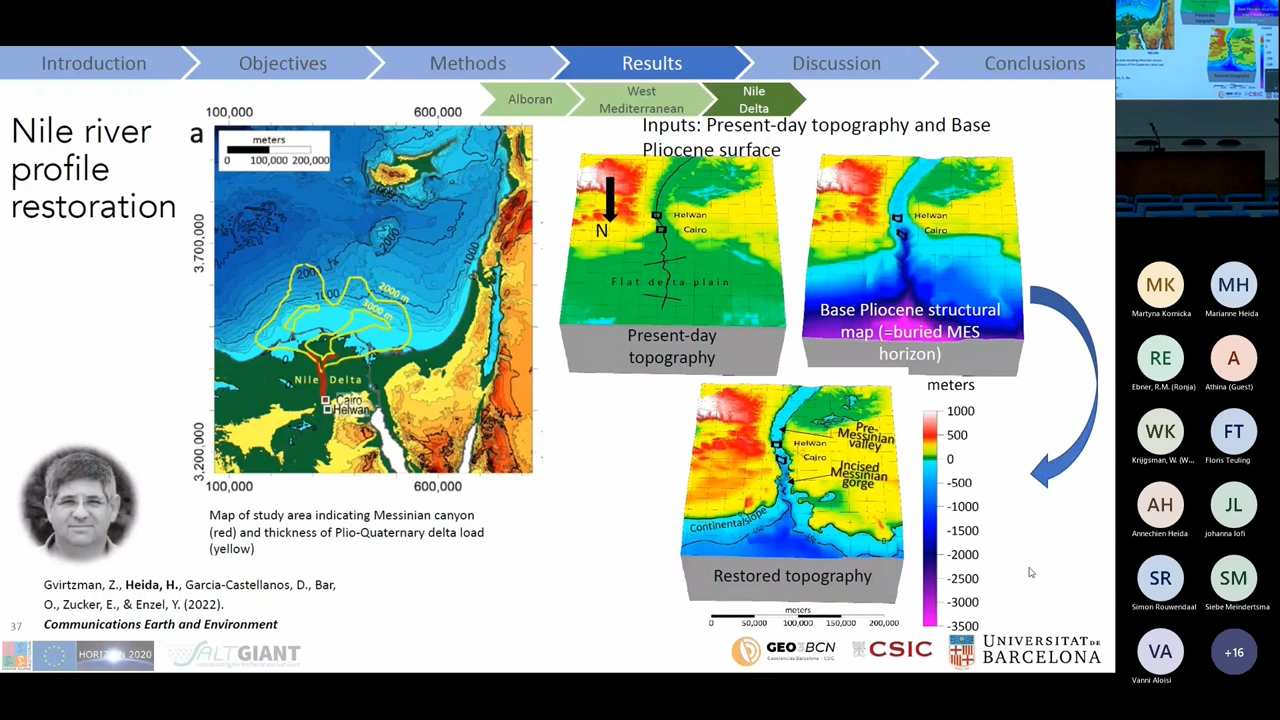 Introduction
Objectives
Methods
Results
Discussion
Conclusions
Alboran
West
Mediterranean
Nile
Delta
Nile river
profile
restoration
a
100,000
600,000
meters
0 100,000 200,000
3,700,000
3,200,000
2000
1000
2000
1000
2000 m
3000 m
Nile Delta
Cairo
Helwan
100,000
600,000
Map of study area indicating Messinian canyon
(red) and thickness of Plio-Quaternary delta load
(yellow)
Inputs: Present-day topography and Base
Pliocene surface
N
Helwan
Cairo
Flat delta plain
Present-day
topography
Helwan
Cairo
Base Pliocene structural
map (=buried MES
horizon)
Pre-
Messinian
valley
Helwan
Cairo
Incised
Messinian
gorge
Continental slope
0
Restored topography
meters
0 50,000 100,000 150,000 200,000
meters
1000
500
0
-500
-1000
-1500
-2000
-2500
-3000
-3500
Gvirtzman, Z., Heida, H., Garcia-Castellanos, D., Bar,
O., Zucker, E., & Enzel, Y. (2022).
Communications Earth and Environment
37
HORIZON 2020
SALTGIANT
GEO3BCN
Geociencias Barcelona - CSIC
CSIC
UNIVERSITAT DE
BARCELONA
MK
Martyna Kornicka
MH
Marianne Heida
RE
Ebner, R.M. (Ronja)
A
Athina (Guest)
WK
Krijgsman, W. (W...
FT
Floris Teuling
AH
Annechien Heida
JL
johanna lofi
SR
Simon Rouwendaal
SM
Siebe Meindertsma
VA
Vanni Aloisi
+16